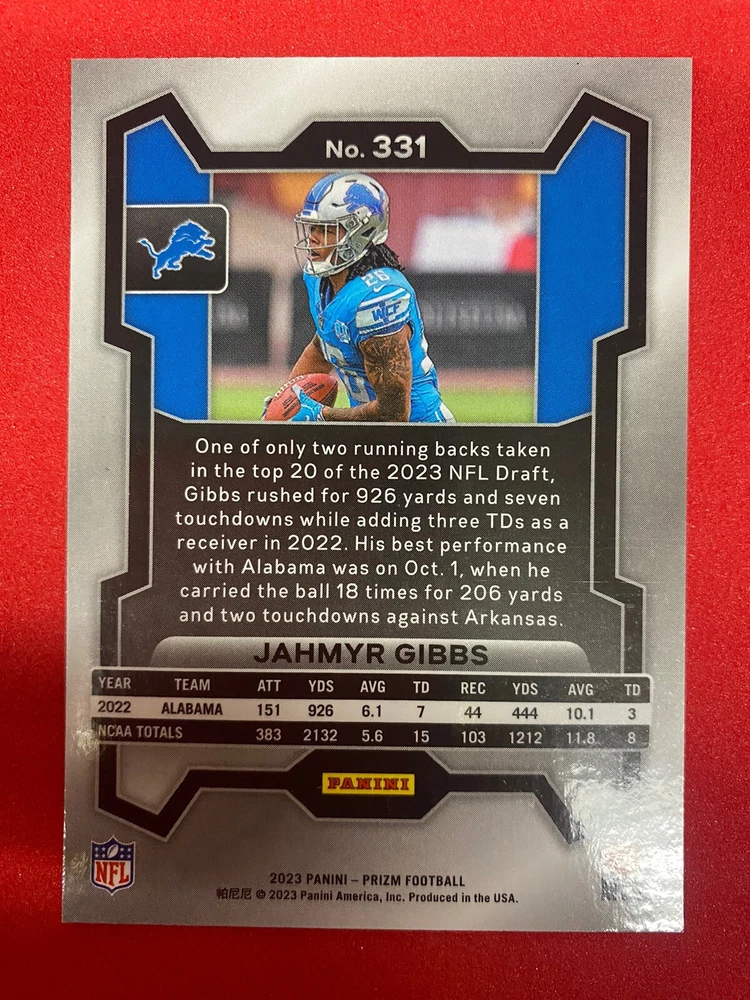 No. 331
26
WCF
One of only two running backs taken
in the top 20 of the 2023 NFL Draft,
Gibbs rushed for 926 yards and seven
touchdowns while adding three TDs as a
receiver in 2022. His best performance
with Alabama was on Oct. 1, when he
carried the ball 18 times for 206 yards
and two touchdowns against Arkansas.
JAHMYR GIBBS
YEAR TEAM ATT YDS AVG TD REC YDS AVG TD
2022 ALABAMA 151 926 6.1 7 44 444 10.1 3
NCAA TOTALS 383 2132 5.6 15 103 1212 11.8 8
PANINI
NFL
2023 PANINI – PRIZM FOOTBALL
帕尼尼 © 2023 Panini America, Inc. Produced in the USA.